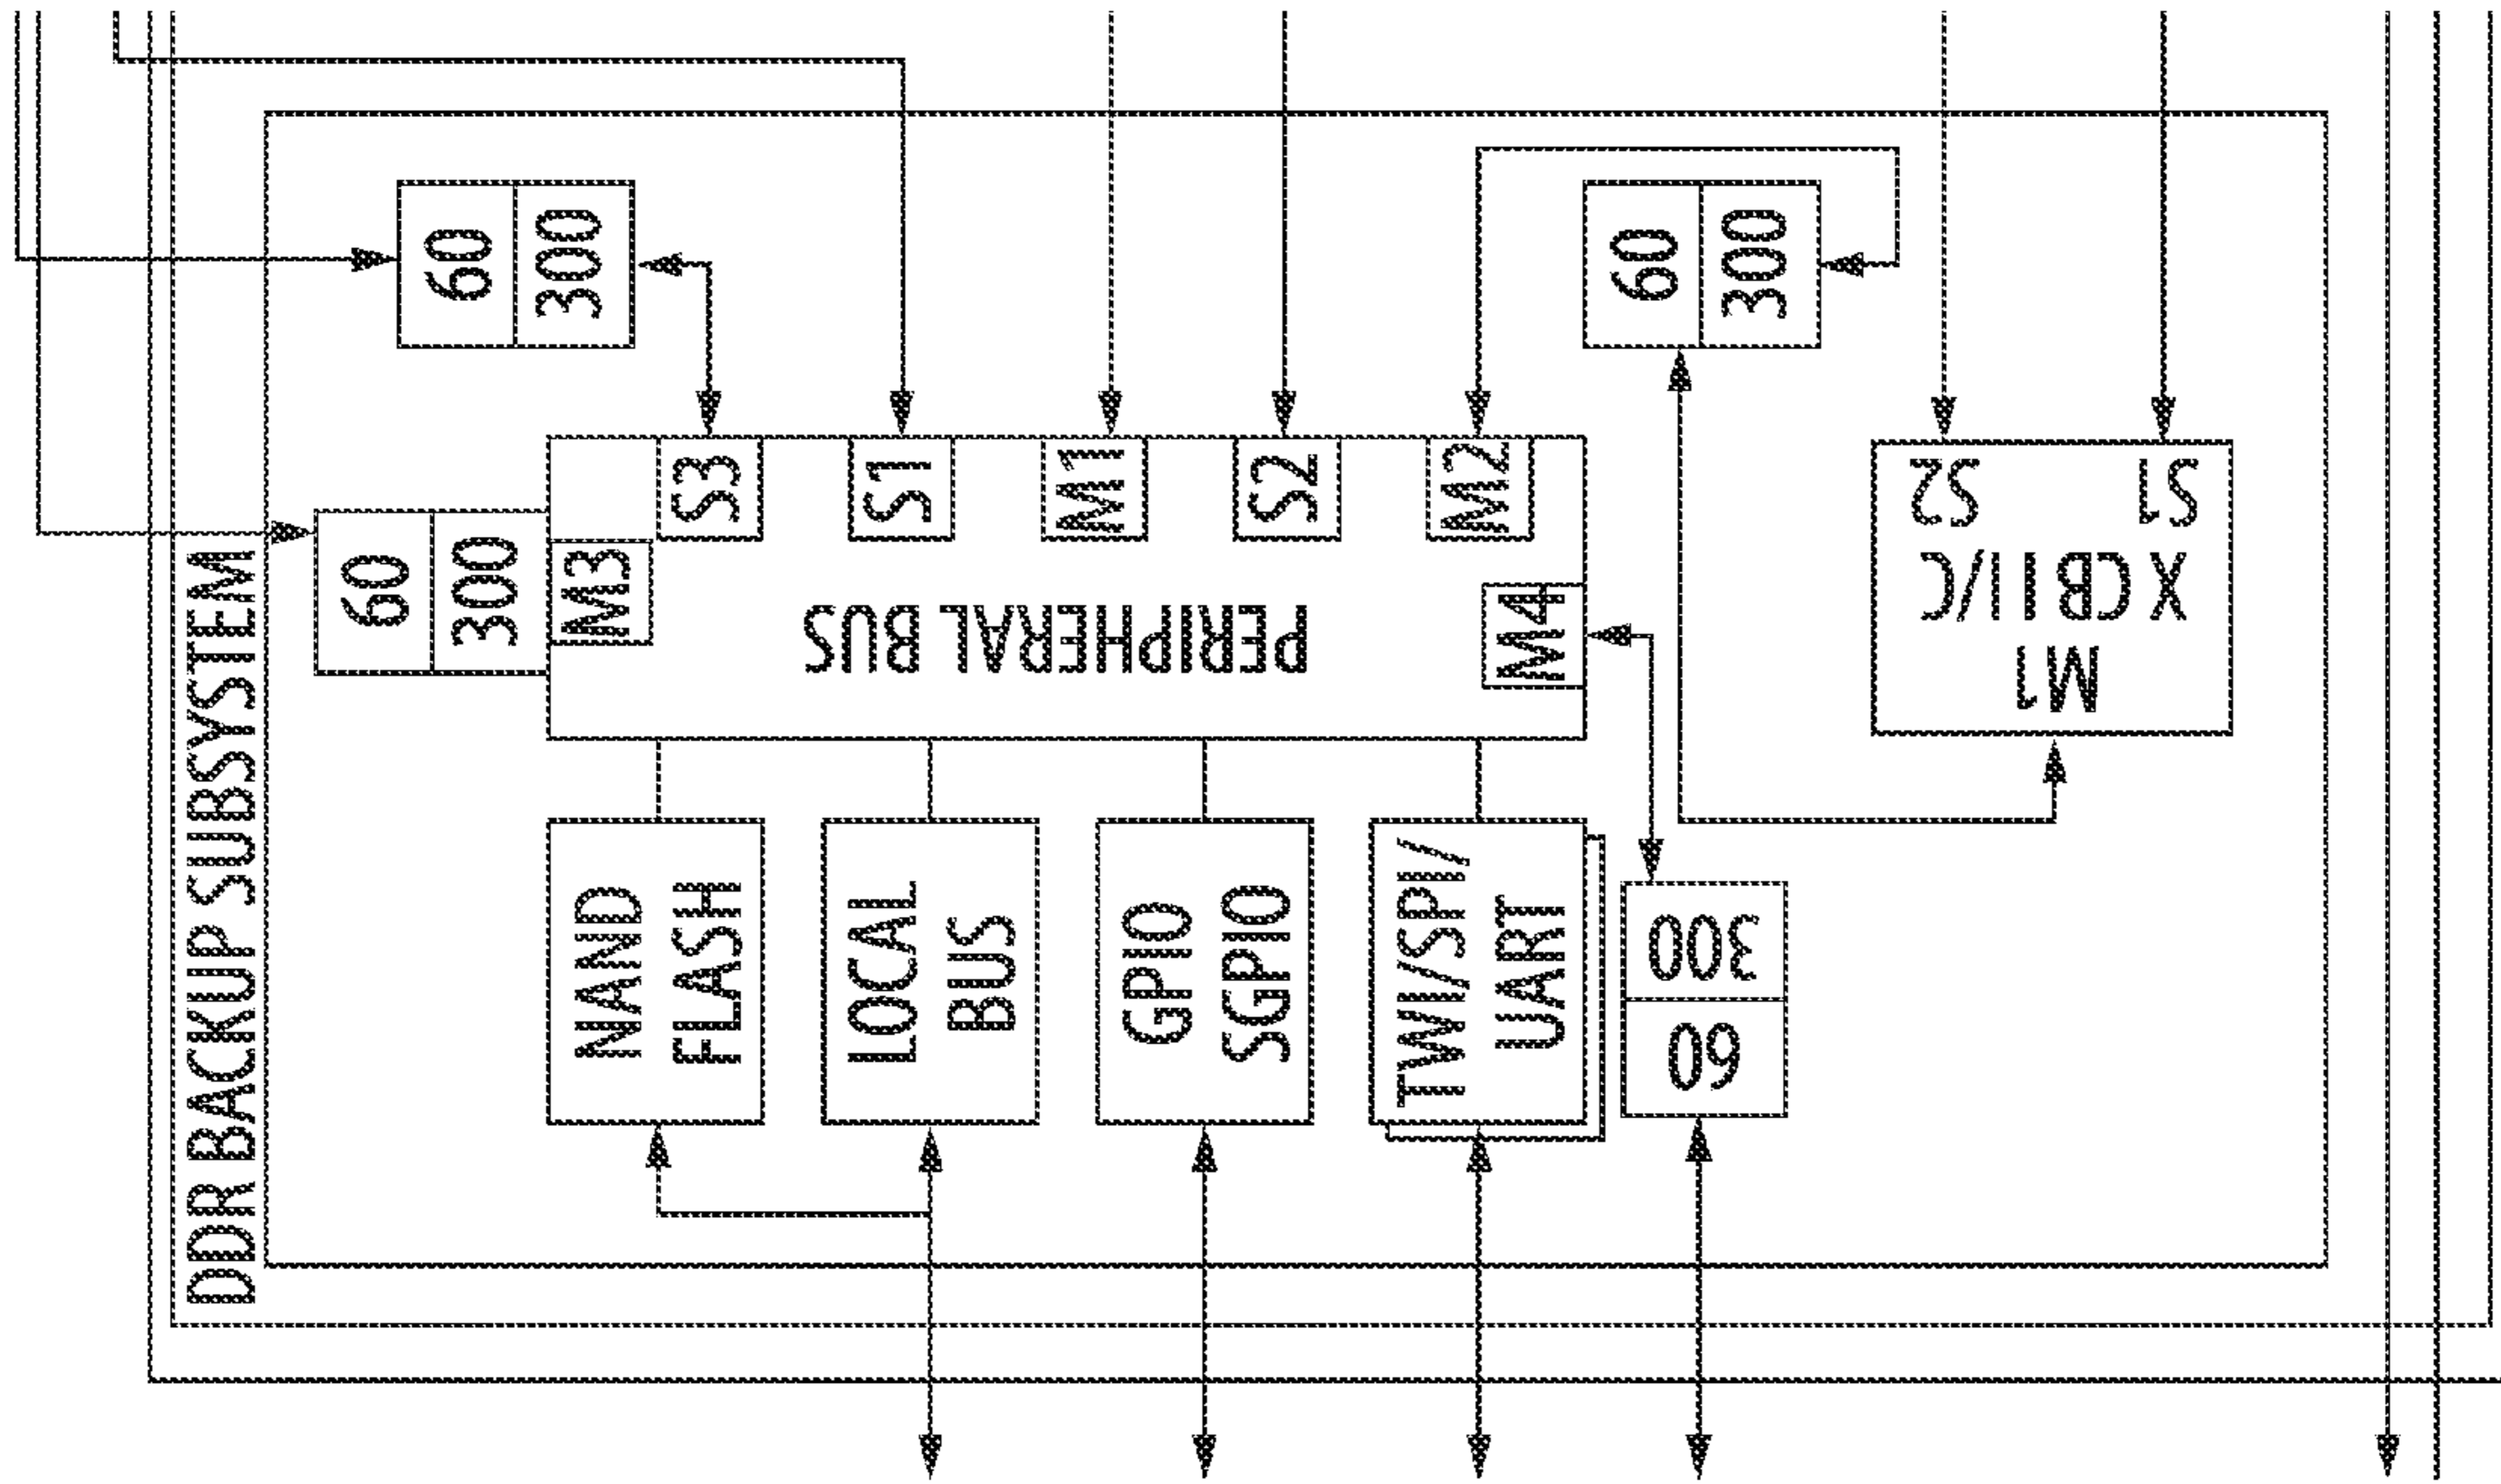 DDR BACKUP SUBSYSTEM
60
300
60
300
60
300
S3
S1
M1
S2
M2
M3
M4
PERIPHERAL BUS
S1
S2
X CB I I/C
M1
NAND
FLASH
LOCAL
BUS
GPIO
SGPIO
TWI/SPI/
UART
60
300